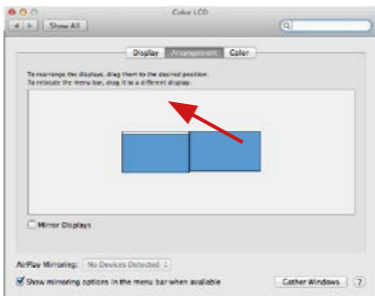 Color LCD
Show All
Display Arrangement Color
To rearrange the displays, drag them to the desired position.
To relocate the menu bar, drag it to a different display.
Mirror Displays
AirPlay Mirroring: No Devices Detected
Show mirroring options in the menu bar when available
Gather Windows ?